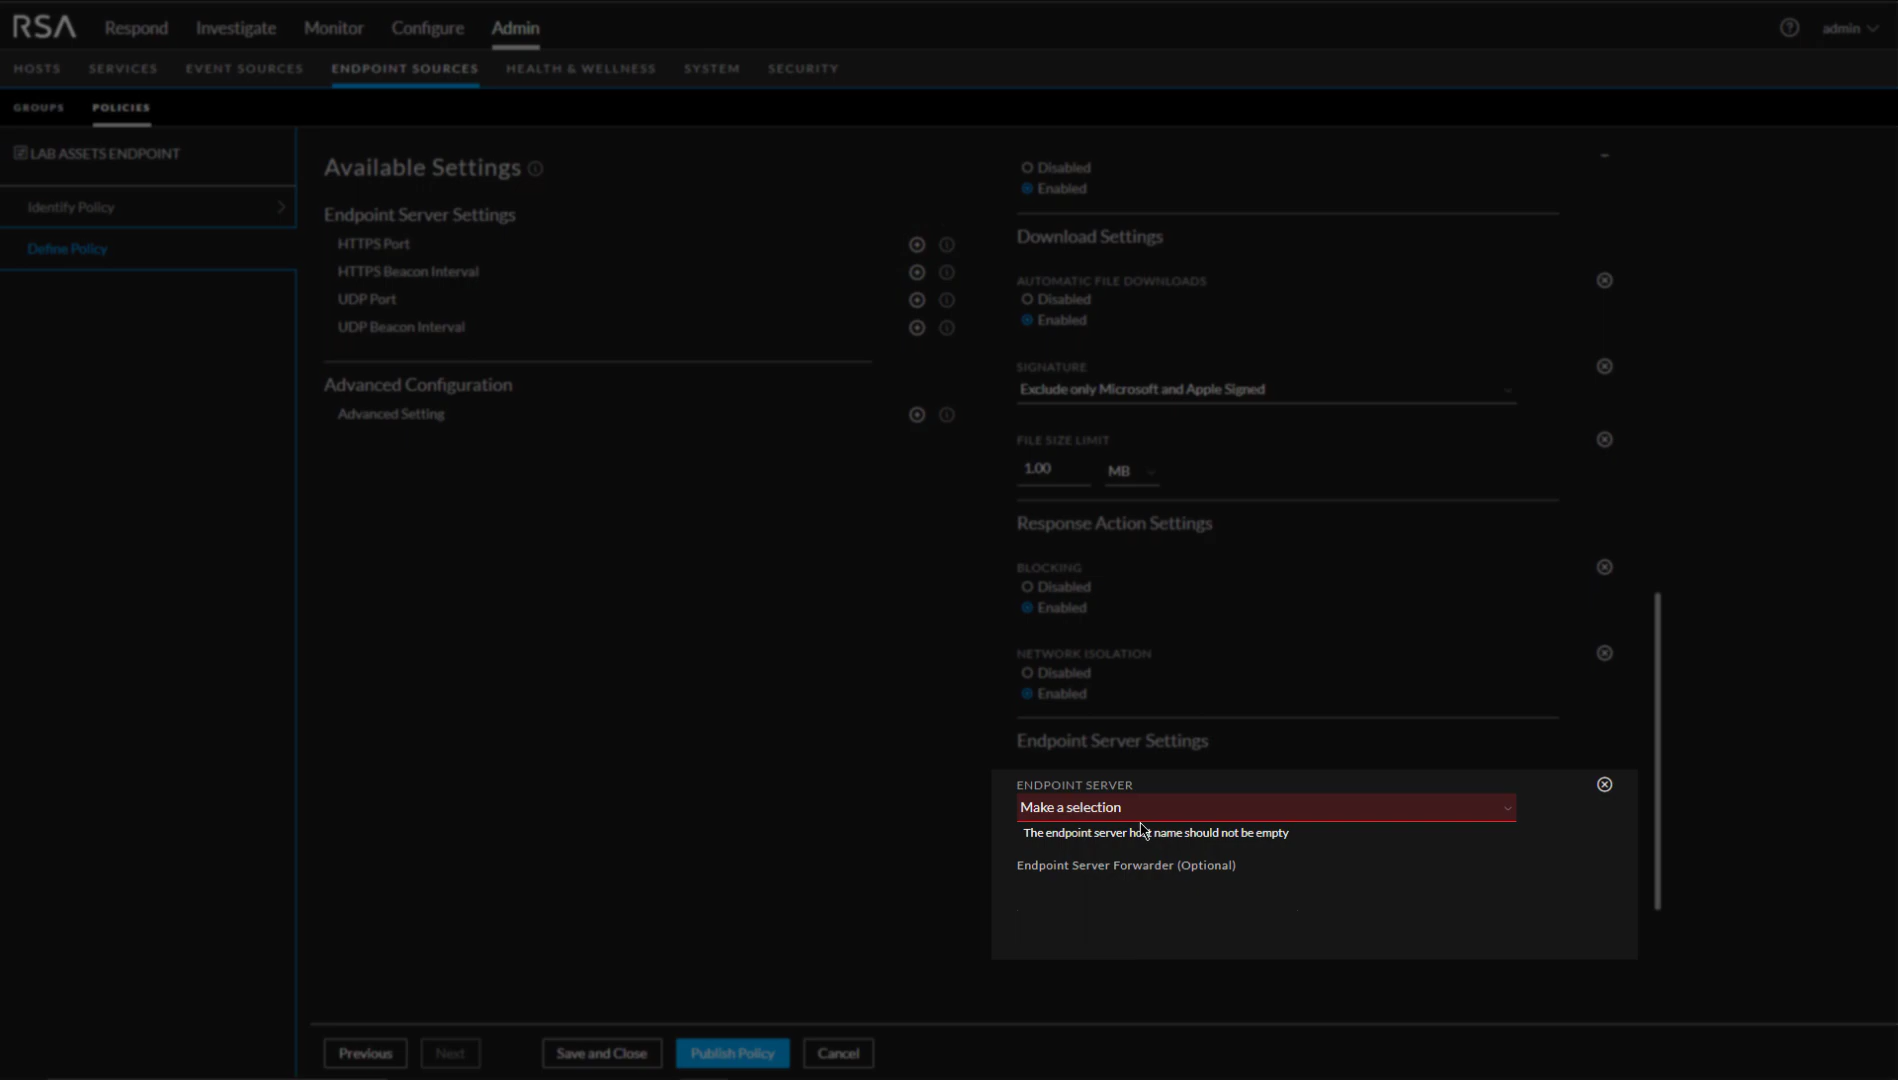 RSA Respond Investigate Monitor Configure Admin admin
HOSTS SERVICES EVENT SOURCES ENDPOINT SOURCES HEALTH & WELLNESS SYSTEM SECURITY
GROUPS POLICIES
LAB ASSETS ENDPOINT
Identify Policy
Define Policy
Available Settings
Endpoint Server Settings
HTTPS Port
HTTPS Beacon Interval
UDP Port
UDP Beacon Interval
Advanced Configuration
Advanced Setting
Disabled
Enabled
Download Settings
AUTOMATIC FILE DOWNLOADS
Disabled
Enabled
SIGNATURE
Exclude only Microsoft and Apple Signed
FILE SIZE LIMIT
1.00 MB
Response Action Settings
BLOCKING
Disabled
Enabled
NETWORK ISOLATION
Disabled
Enabled
Endpoint Server Settings
ENDPOINT SERVER
Make a selection
The endpoint server host name should not be empty
Endpoint Server Forwarder (Optional)
Previous Next Save and Close Publish Policy Cancel